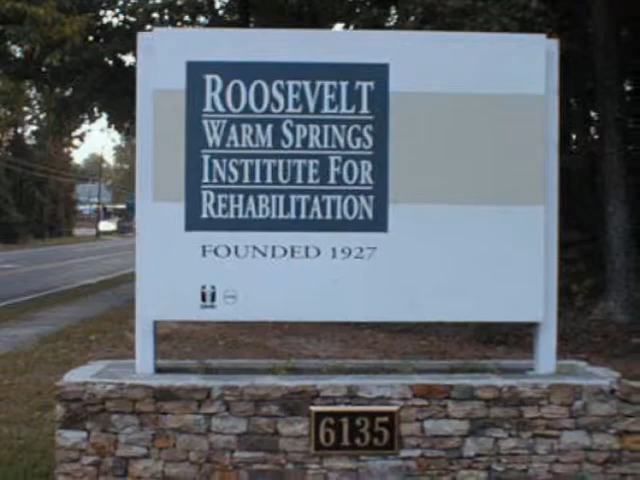 ROOSEVELT
WARM SPRINGS
INSTITUTE FOR
REHABILITATION
FOUNDED 1927
6135